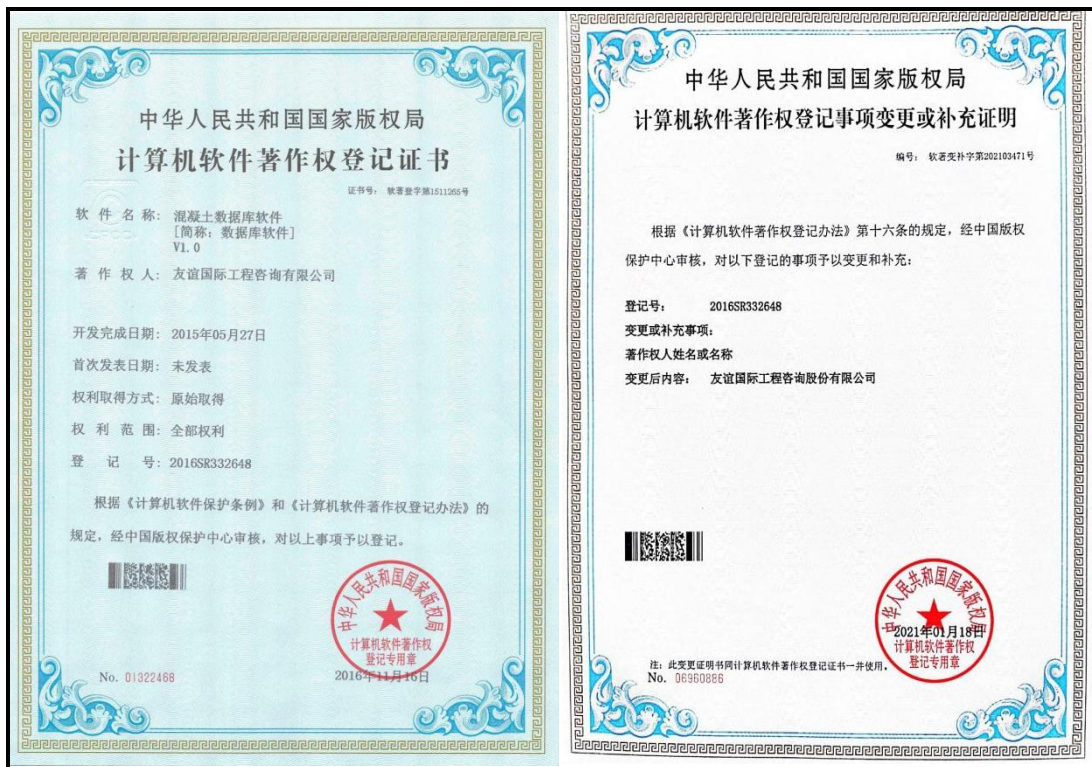 中华人民共和国国家版权局
计算机软件著作权登记证书
证书号: 软著登字第1511265号
软件名称: 混凝土数据库软件
[简称: 数据库软件]
V1.0
著作权人: 友谊国际工程咨询有限公司
开发完成日期: 2015年05月27日
首次发表日期: 未发表
权利取得方式: 原始取得
权利范围: 全部权利
登记号: 2016SR332648
根据《计算机软件保护条例》和《计算机软件著作权登记办法》的
规定,经中国版权保护中心审核,对以上事项予以登记。
中华人民共和国国家版权局
计算机软件著作权
登记专用章
No. 01322468
2016年11月16日
中华人民共和国国家版权局
计算机软件著作权登记事项变更或补充证明
编号: 软著变补字第202103471号
根据《计算机软件著作权登记办法》第十六条的规定,经中国版权
保护中心审核,对以下登记的事项予以变更和补充:
登记号: 2016SR332648
变更或补充事项:
著作权人姓名或名称
变更后内容: 友谊国际工程咨询股份有限公司
中华人民共和国国家版权局
2021年01月18日
计算机软件著作权
登记专用章
注: 此变更证明书同计算机软件著作权登记证书一并使用。
No. 06960886